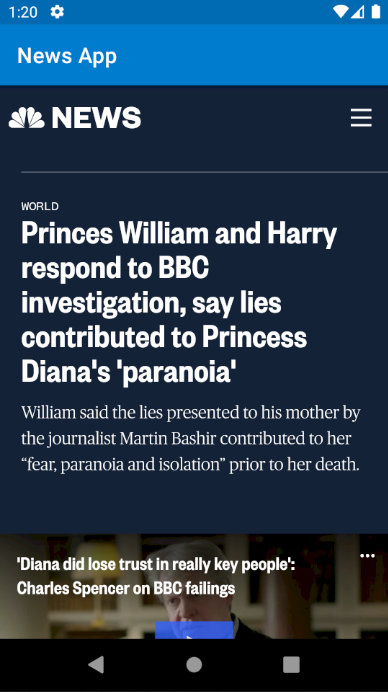 1:20
News App
NEWS
WORLD
Princes William and Harry
respond to BBC
investigation, say lies
contributed to Princess
Diana's 'paranoia'
William said the lies presented to his mother by
the journalist Martin Bashir contributed to her
“fear, paranoia and isolation” prior to her death.
'Diana did lose trust in really key people':
Charles Spencer on BBC failings